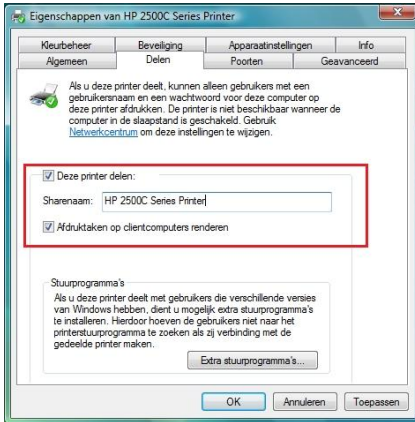 Eigenschappen van HP 2500C Series Printer
Kleurbeheer Beveiliging Apparaatinstellingen Info
Algemeen Delen Poorten Geavanceerd
Als u deze printer deelt, kunnen alleen gebruikers met een
gebruikersnaam en een wachtwoord voor deze computer op
deze printer afdrukken. De printer is niet beschikbaar wanneer de
computer in de slaapstand is geschakeld. Gebruik
Netwerkcentrum om deze instellingen te wijzigen.
Deze printer delen:
Sharenaam: HP 2500C Series Printer
Afdruktaken op clientcomputers renderen
Stuurprogramma's
Als u deze printer deelt met gebruikers die verschillende versies
van Windows hebben, dient u mogelijk extra stuurprogramma's
te installeren. Hierdoor hoeven de gebruikers niet naar het
printerstuurprogramma te zoeken als zij verbinding met de
gedeelde printer maken.
Extra stuurprogramma's...
OK Annuleren Toepassen